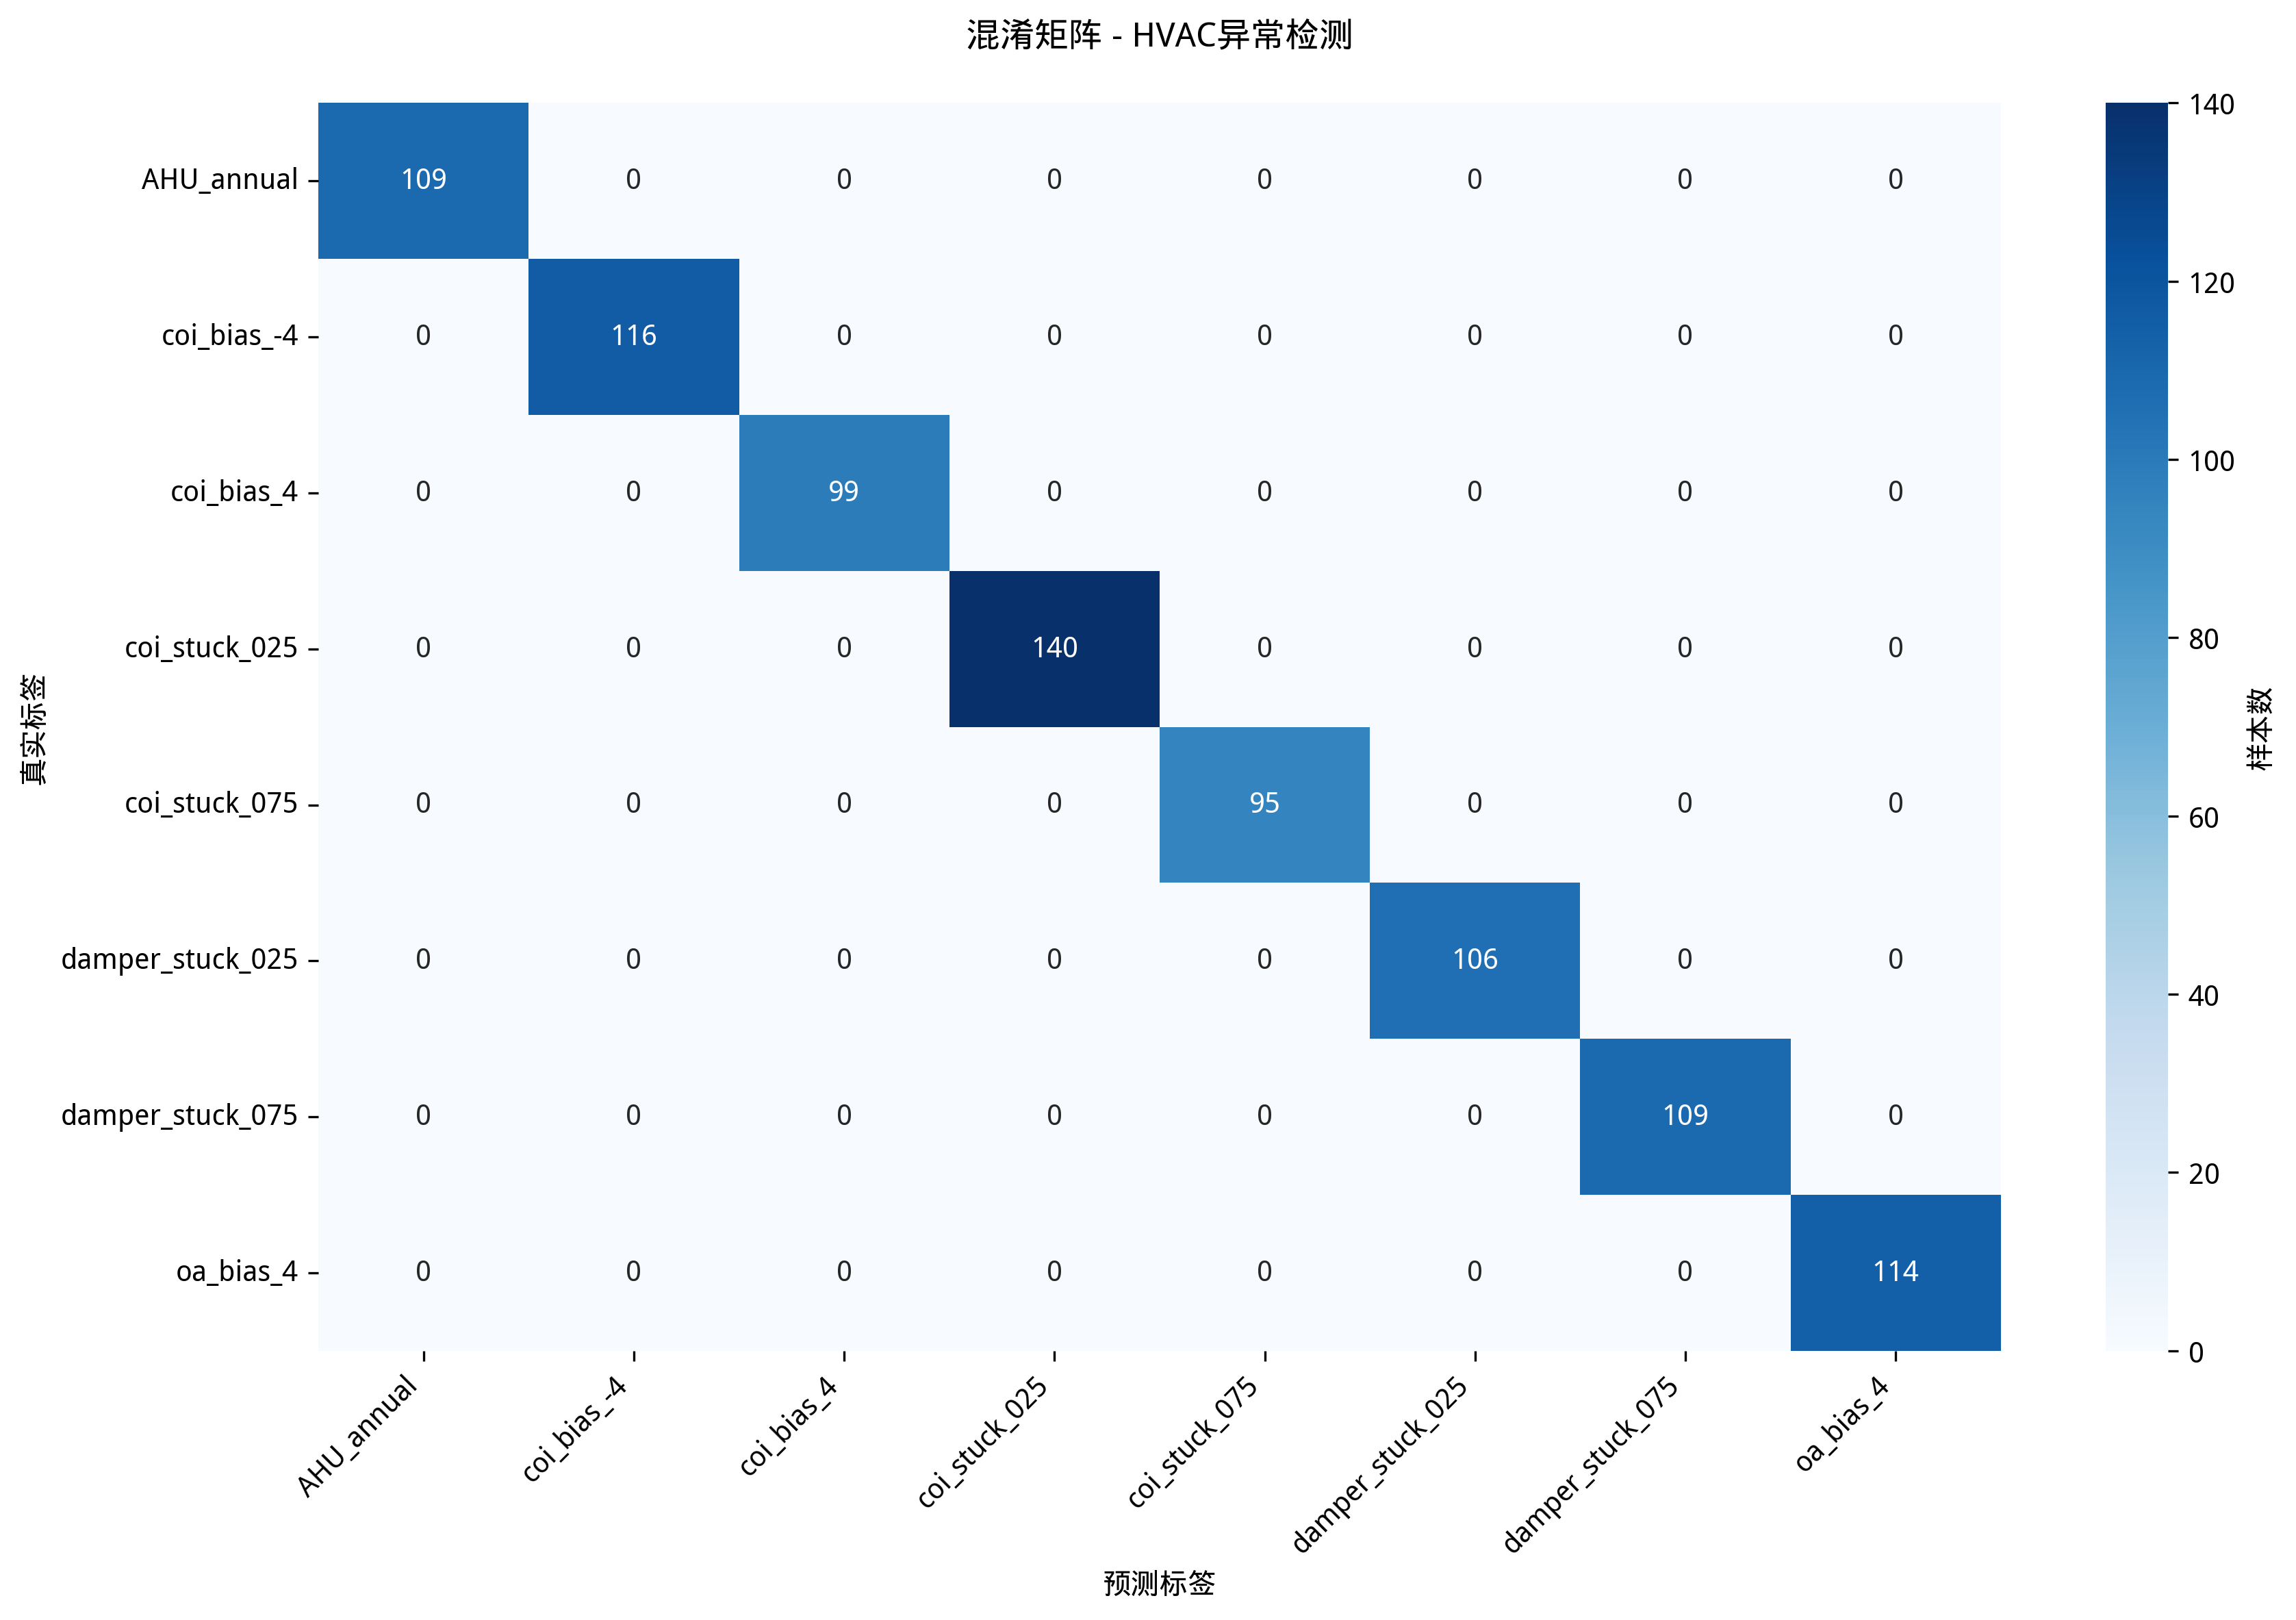 混淆矩阵 - HVAC异常检测
真实标签
AHU_annual 109 0 0 0 0 0 0 0
coi_bias_-4 0 116 0 0 0 0 0 0
coi_bias_4 0 0 99 0 0 0 0 0
coi_stuck_025 0 0 0 140 0 0 0 0
coi_stuck_075 0 0 0 0 95 0 0 0
damper_stuck_025 0 0 0 0 0 106 0 0
damper_stuck_075 0 0 0 0 0 0 109 0
oa_bias_4 0 0 0 0 0 0 0 114
AHU_annual
coi_bias_-4
coi_bias_4
coi_stuck_025
coi_stuck_075
damper_stuck_025
damper_stuck_075
oa_bias_4
预测标签
140
120
100
80
60
40
20
0
样本数